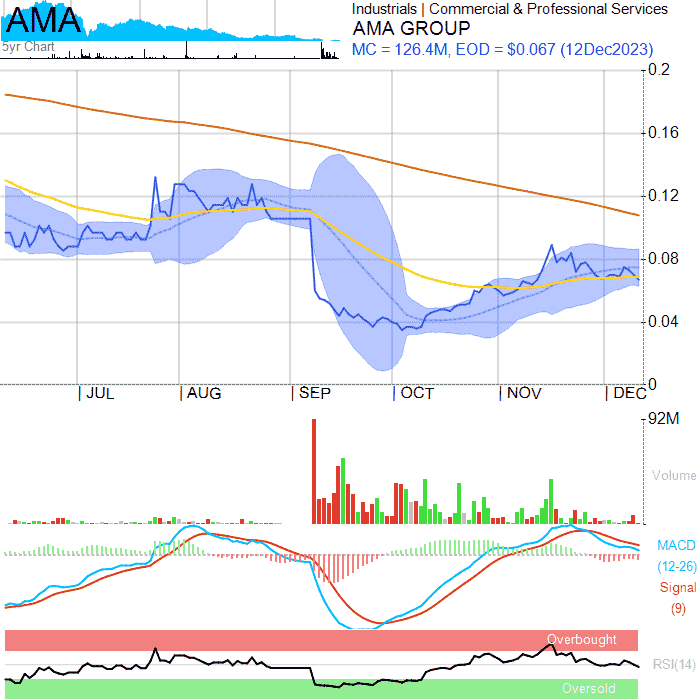 AMA
5yr Chart
Industrials | Commercial & Professional Services
AMA GROUP
MC = 126.4M, EOD = $0.067 (12Dec2023)
0.2
0.16
0.12
0.08
0.04
0
JUL AUG SEP OCT NOV DEC
92M
Volume
MACD
(12-26)
Signal
(9)
Overbought
RSI(14)
Oversold